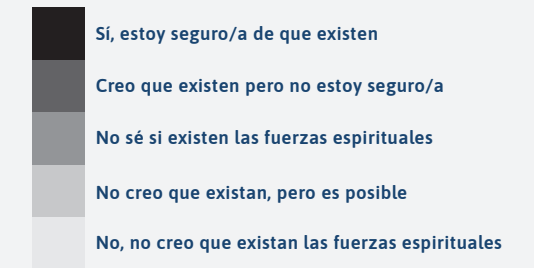 Sí, estoy seguro/a de que existen
Creo que existen pero no estoy seguro/a
No sé si existen las fuerzas espirituales
No creo que existan, pero es posible
No, no creo que existan las fuerzas espirituales